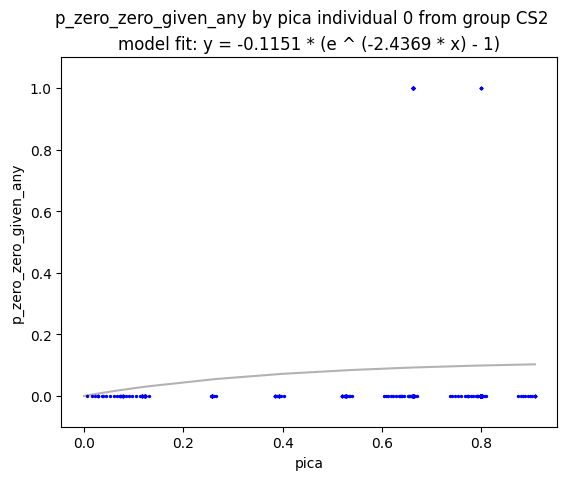 p_zero_zero_given_any by pica individual 0 from group CS2
model fit: y = -0.1151 * (e ^ (-2.4369 * x) - 1)
1.0
0.8
0.6
0.4
0.2
0.0
p_zero_zero_given_any
0.0 0.2 0.4 0.6 0.8
pica